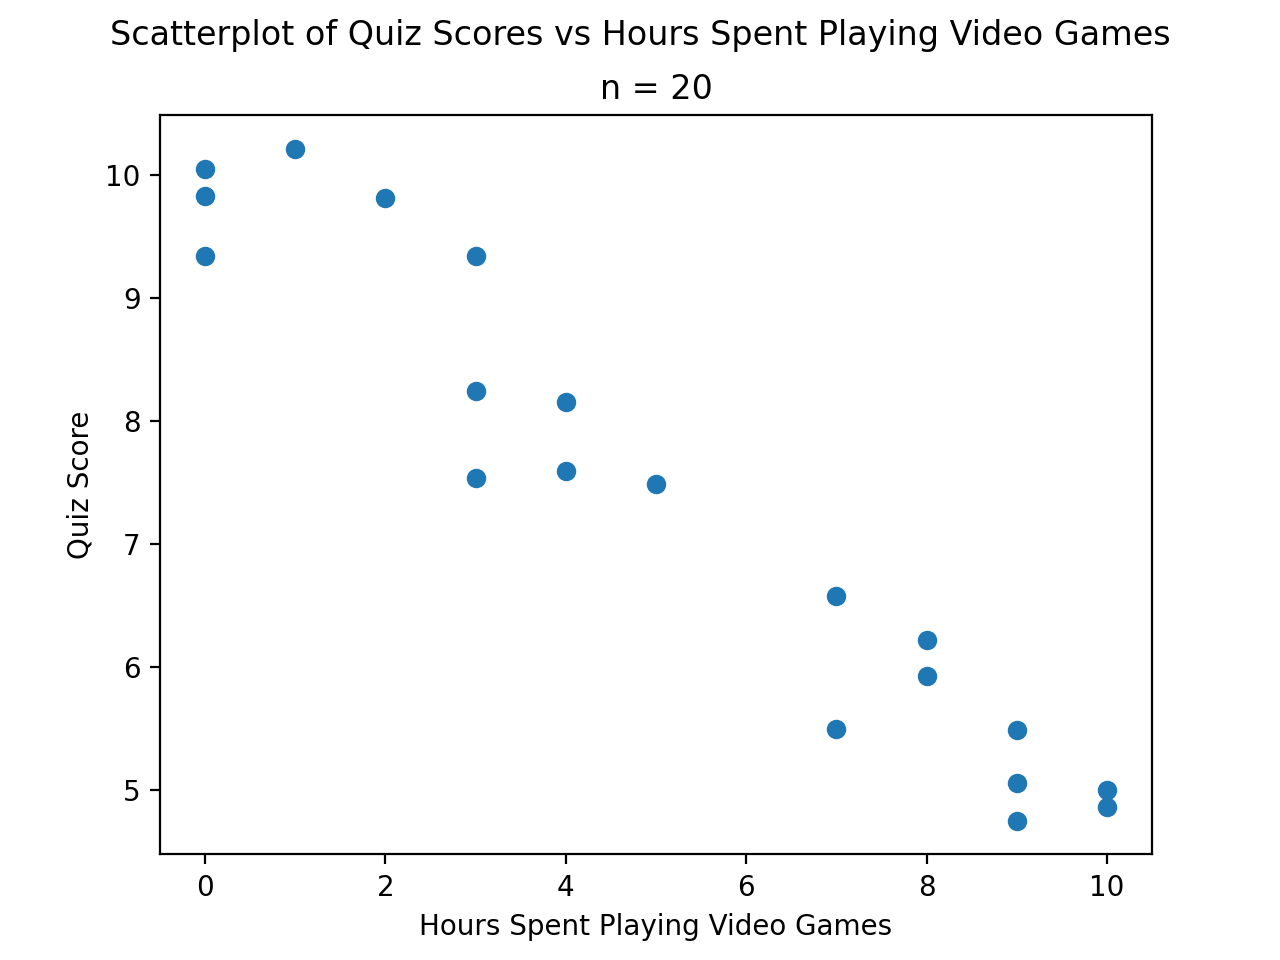 Scatterplot of Quiz Scores vs Hours Spent Playing Video Games
n = 20
10
9
8
7
6
5
Quiz Score
0 2 4 6 8 10
Hours Spent Playing Video Games